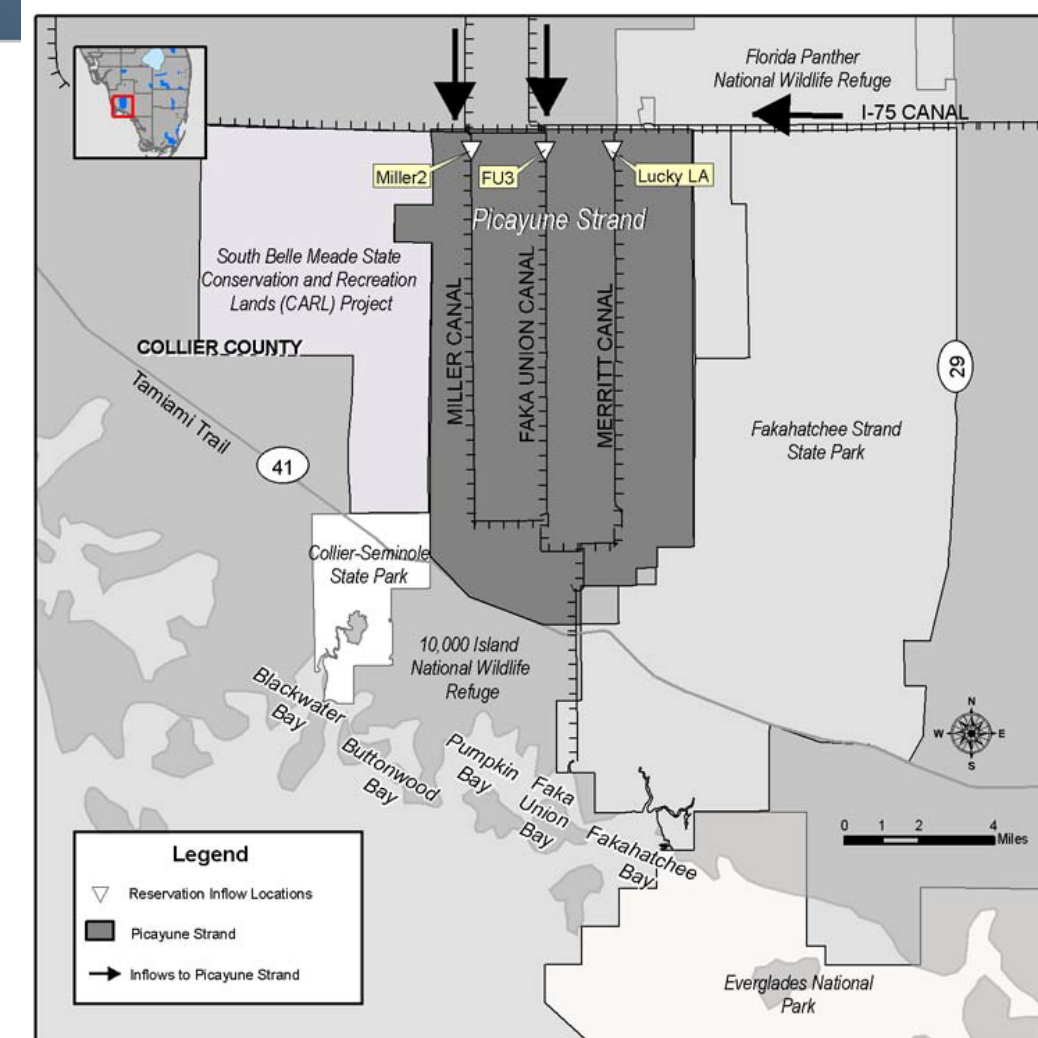 Florida Panther
National Wildlife Refuge
I-75 CANAL
Miller2
FU3
Lucky LA
Picayune Strand
South Belle Meade State
Conservation and Recreation
Lands (CARL) Project
MILLER CANAL
FAKA UNION CANAL
MERRITT CANAL
COLLIER COUNTY
29
Tamiami Trail
41
Fakahatchee Strand
State Park
Collier-Seminole
State Park
10,000 Island
National Wildlife
Refuge
Blackwater
Bay
Buttonwood
Bay
Pumpkin
Bay
Faka
Union
Bay
Fakahatchee
Bay
N
W
E
S
0 1 2 4
Miles
Legend
Reservation Inflow Locations
Picayune Strand
Inflows to Picayune Strand
Everglades National
Park